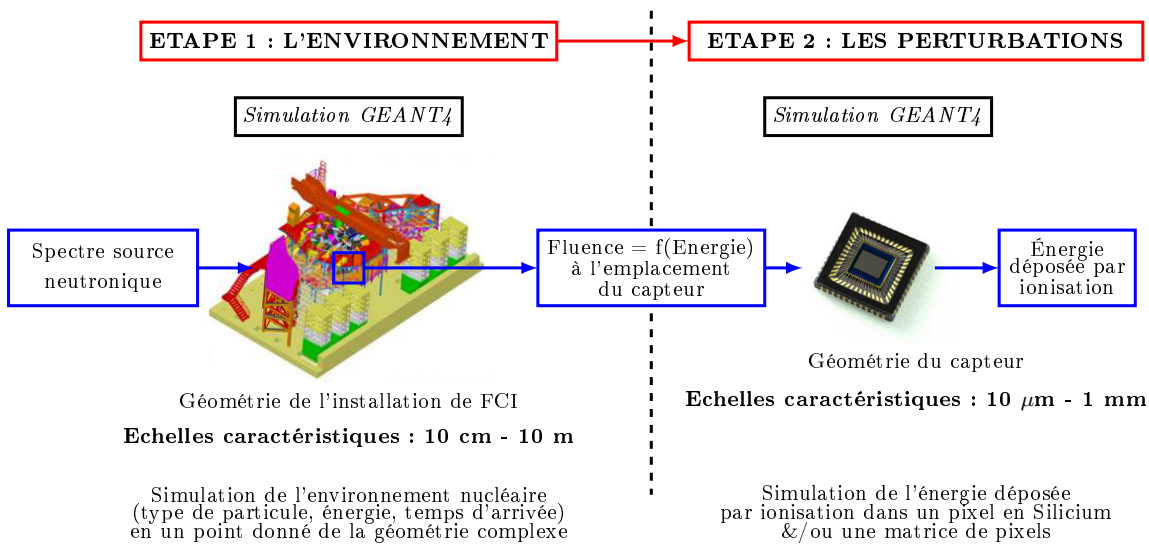 ETAPE 1 : L'ENVIRONNEMENT
ETAPE 2 : LES PERTURBATIONS
Simulation GEANT4
Simulation GEANT4
Spectre source
neutronique
Fluence = f(Energie)
à l'emplacement
du capteur
Énergie
déposée par
ionisation
Géométrie de l'installation de FCI
Echelles caractéristiques : 10 cm - 10 m
Géométrie du capteur
Echelles caractéristiques : 10 μm - 1 mm
Simulation de l'environnement nucléaire
(type de particule, énergie, temps d'arrivée)
en un point donné de la géométrie complexe
Simulation de l'énergie déposée
par ionisation dans un pixel en Silicium
&/ou une matrice de pixels